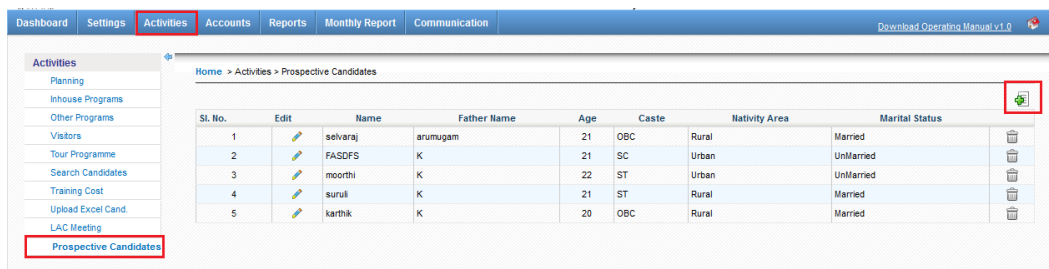 Dashboard Settings Activities Accounts Reports Monthly Report Communication Download Operating Manual v1.0
Activities
Planning
Inhouse Programs
Other Programs
Visitors
Tour Programme
Search Candidates
Training Cost
Upload Excel Cand.
LAC Meeting
Prospective Candidates
Home > Activities > Prospective Candidates
Sl. No. Edit Name Father Name Age Caste Nativity Area Marital Status
1 selvaraj arumugam 21 OBC Rural Married
2 FASDFS K 21 SC Urban UnMarried
3 moorthi K 22 ST Urban UnMarried
4 suruli K 21 ST Rural Married
5 karthik K 20 OBC Rural Married